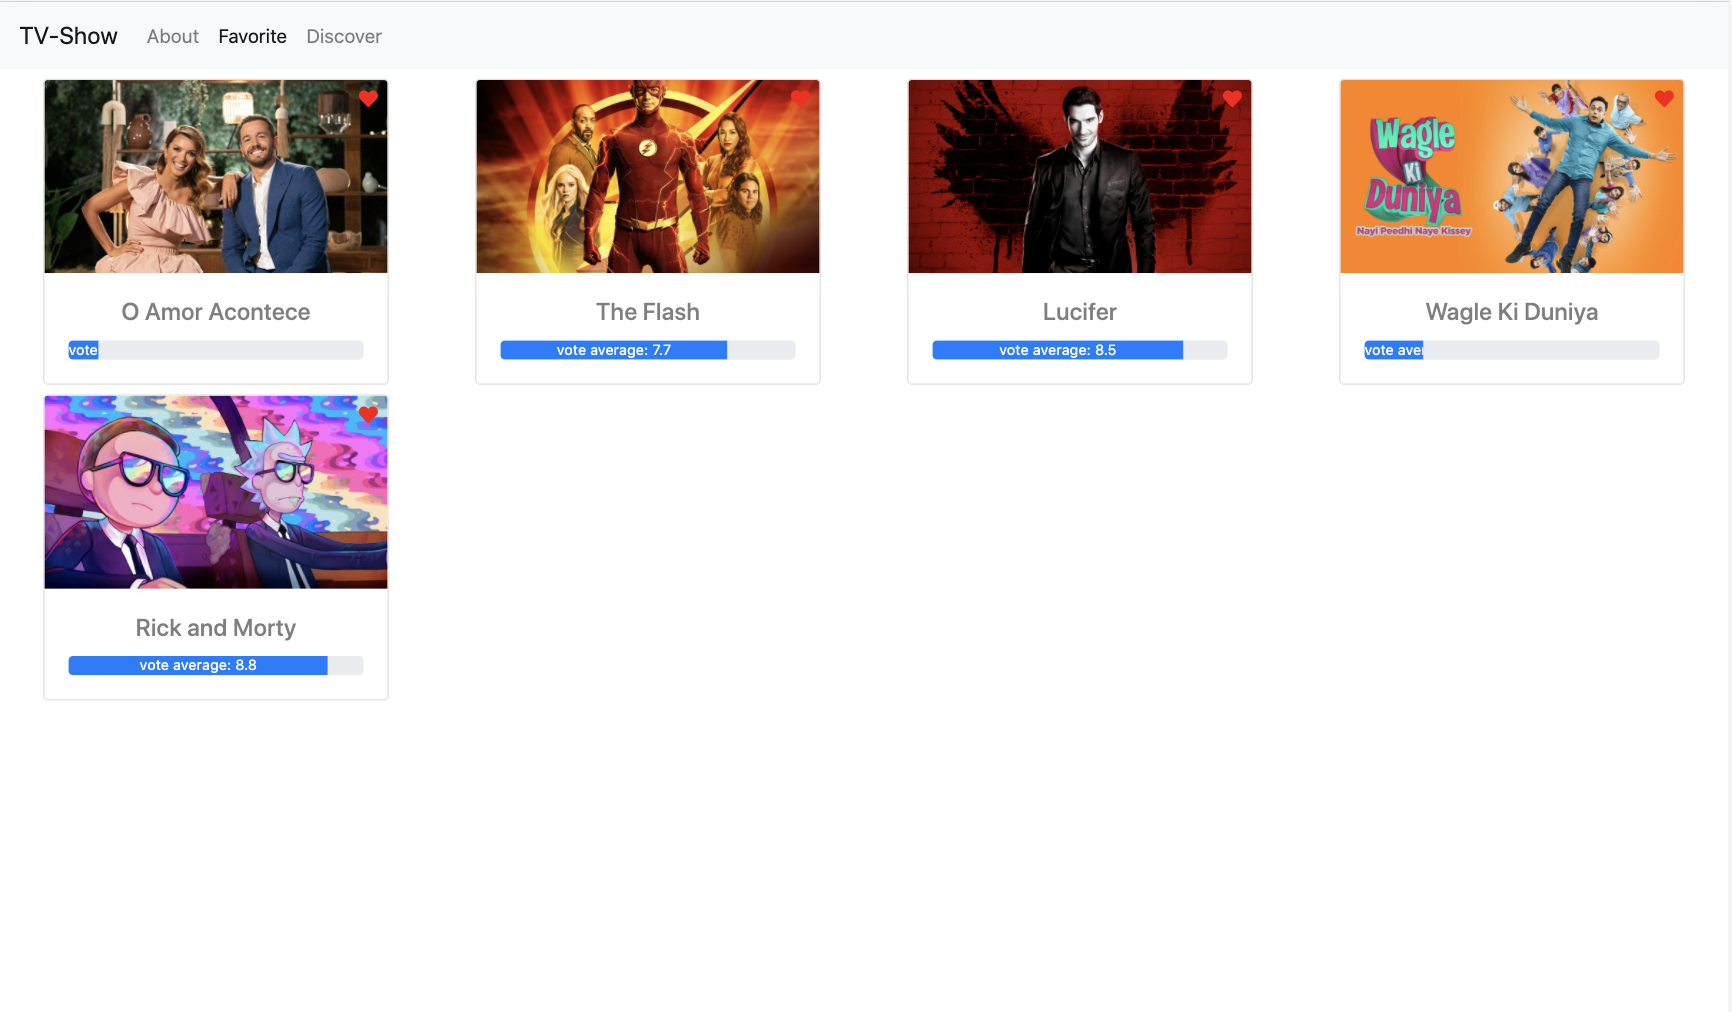 TV-Show About Favorite Discover
O Amor Acontece
vote
The Flash
vote average: 7.7
Lucifer
vote average: 8.5
Wagle
Ki
Duniya
Nayi Peedhi Naye Kissey
Wagle Ki Duniya
vote aver
Rick and Morty
vote average: 8.8